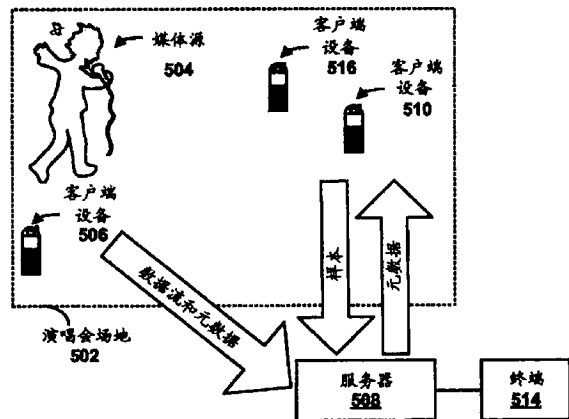 媒体源
504
客户端
设备
516
客户端
设备
510
客户端
设备
506
数据流和元数据
样本
元数据
演唱会场地
502
服务器
508
终端
514